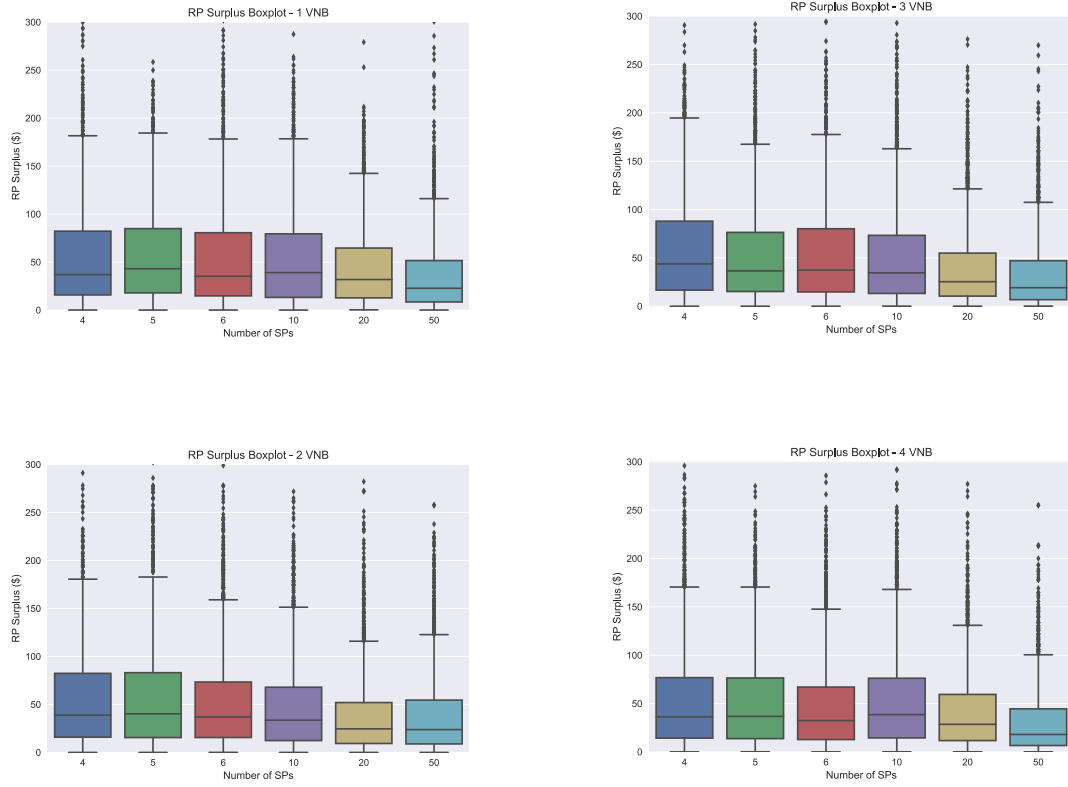 RP Surplus Boxplot - 1 VNB
300
250
200
150
100
50
0
RP Surplus ($)
4 5 6 10 20 50
Number of SPs
RP Surplus Boxplot - 3 VNB
300
250
200
150
100
50
0
RP Surplus ($)
4 5 6 10 20 50
Number of SPs
RP Surplus Boxplot - 2 VNB
300
250
200
150
100
50
0
RP Surplus ($)
4 5 6 10 20 50
Number of SPs
RP Surplus Boxplot - 4 VNB
300
250
200
150
100
50
0
RP Surplus ($)
4 5 6 10 20 50
Number of SPs